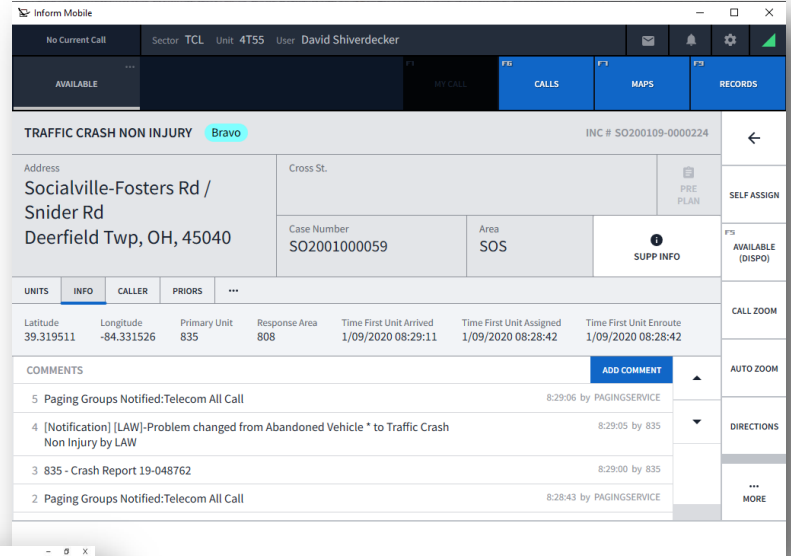 Inform Mobile
No Current Call
Sector TCL Unit 4T55 User David Shiverdecker
AVAILABLE
F1
MY CALL
F6
CALLS
F7
MAPS
F9
RECORDS
TRAFFIC CRASH NON INJURY Bravo
INC # SO200109-0000224
Address
Socialville-Fosters Rd /
Snider Rd
Deerfield Twp, OH, 45040
Cross St.
PRE
PLAN
Case Number
SO2001000059
Area
SOS
SUPP INFO
SELF ASSIGN
F5
AVAILABLE
(DISPO)
CALL ZOOM
AUTO ZOOM
DIRECTIONS
MORE
UNITS INFO CALLER PRIORS
Latitude Longitude Primary Unit Response Area Time First Unit Arrived Time First Unit Assigned Time First Unit Enroute
39.319511 -84.331526 835 808 1/09/2020 08:29:11 1/09/2020 08:28:42 1/09/2020 08:28:42
COMMENTS
ADD COMMENT
5 Paging Groups Notified:Telecom All Call 8:29:06 by PAGINGSERVICE
4 [Notification] [LAW]-Problem changed from Abandoned Vehicle * to Traffic Crash 8:29:05 by 835
Non Injury by LAW
3 835 - Crash Report 19-048762 8:29:00 by 835
2 Paging Groups Notified:Telecom All Call 8:28:43 by PAGINGSERVICE